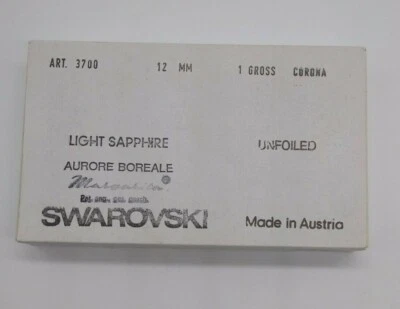 ART. 3700 12 MM 1 GROSS CORONA
LIGHT SAPPHIRE UNFOILED
AURORE BOREALE
Margarita ®
SWAROVSKI Made in Austria